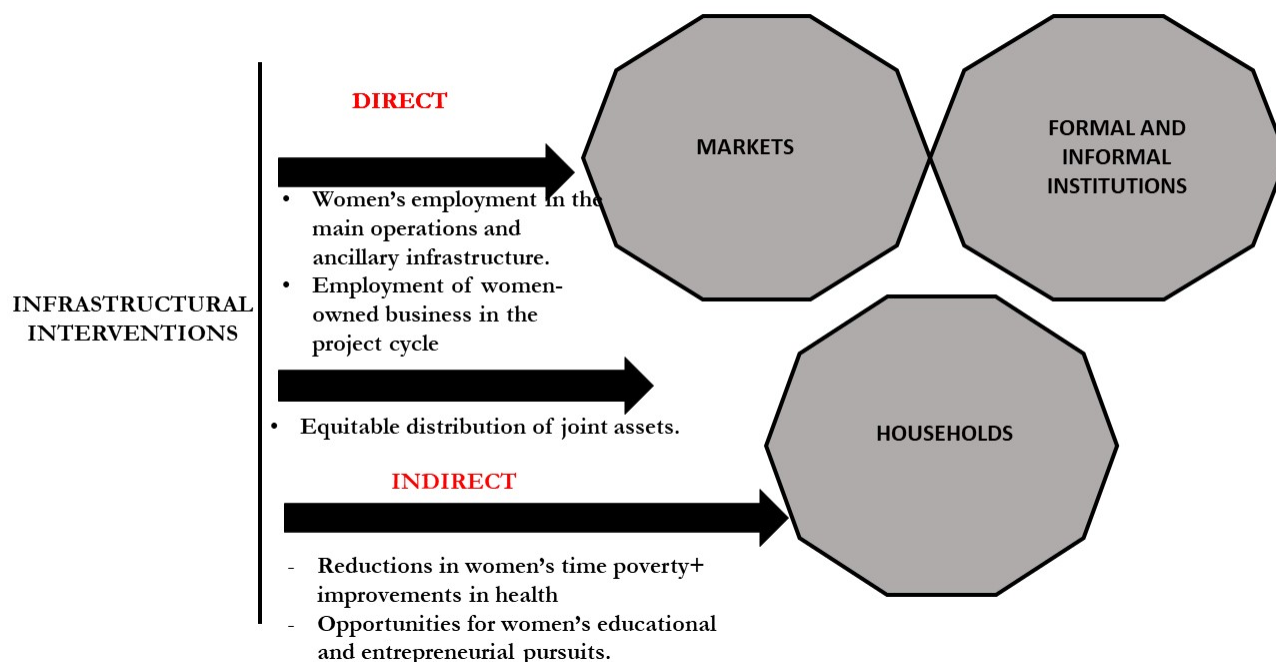 DIRECT
MARKETS
FORMAL AND
INFORMAL
INSTITUTIONS
• Women’s employment in the
main operations and
ancillary infrastructure.
• Employment of women-
owned business in the
project cycle
INFRASTRUCTURAL
INTERVENTIONS
• Equitable distribution of joint assets.
HOUSEHOLDS
INDIRECT
- Reductions in women’s time poverty+
improvements in health
- Opportunities for women’s educational
and entrepreneurial pursuits.